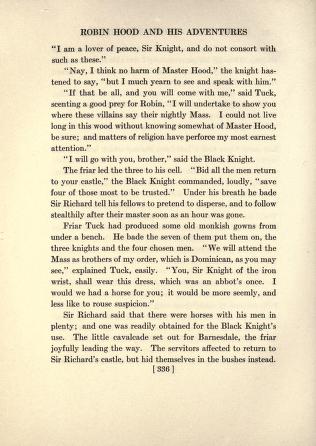 ROBIN HOOD AND HIS ADVENTURES
"I am a lover of peace, Sir Knight, and do not consort with
such as these."
"Nay, I think no harm of Master Hood," the knight has-
tened to say, "but I much yearn to see and speak with him."
"If that be all, and you will come with me," said Tuck,
scenting a good prey for Robin, "I will undertake to show you
where these villains say their nightly Mass. I could not live
long in this wood without knowing somewhat of Master Hood,
be sure; and matters of religion have perforce my most earnest
attention."
"I will go with you, brother," said the Black Knight.
The friar led the three to his cell. "Bid all the men return
to your castle," the Black Knight commanded, loudly, "save
four of those most to be trusted." Under his breath he bade
Sir Richard tell his fellows to pretend to disperse, and to follow
stealthily after their master soon as an hour was gone.
Friar Tuck had produced some old monkish gowns from
under a bench. He bade the seven of them put them on, the
three knights and the four chosen men. "We will attend the
Mass as brothers of my order, which is Dominican, as you may
see," explained Tuck, easily. "You, Sir Knight of the iron
wrist, shall wear this dress, which was an abbot's once. I
would we had a horse for you; it would be more seemly, and
less like to rouse suspicion."
Sir Richard said that there were horses with his men in
plenty; and one was readily obtained for the Black Knight's
use. The little cavalcade set out for Barnesdale, the friar
joyfully leading the way. The servitors affected to return to
Sir Richard's castle, but hid themselves in the bushes instead.
[ 336 ]